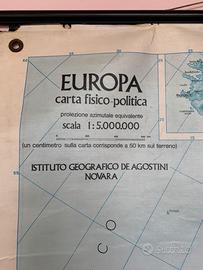 EUROPA
carta fisico-politica
proiezione azimutale equivalente
scala 1:5.000.000
(un centimetro sulla carta corrisponde a 50 km sul terreno)
ISTITUTO GEOGRAFICO DE AGOSTINI
NOVARA
subito